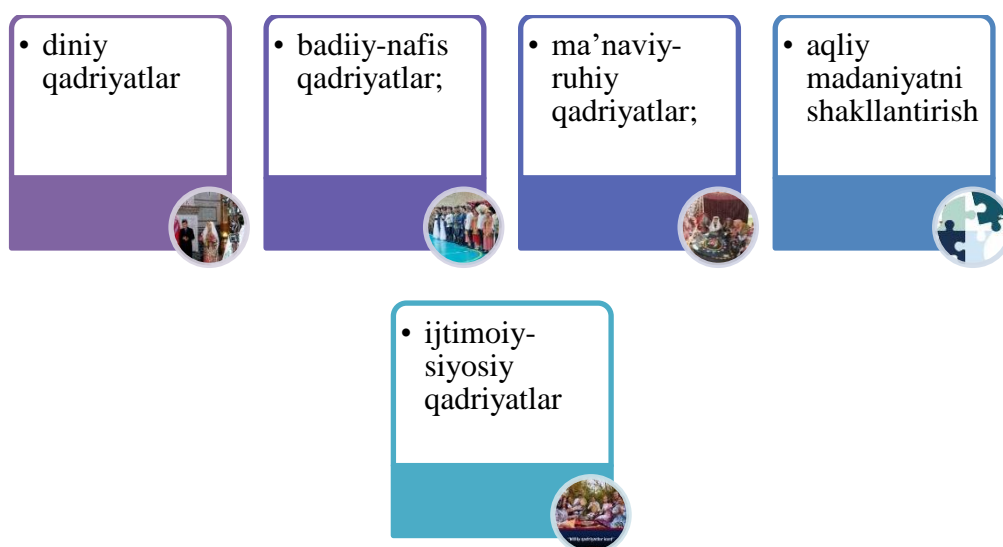 • diniy
qadriyatlar
• badiiy-nafis
qadriyatlar;
• ma’naviy-
ruhiy
qadriyatlar;
• aqliy
madaniyatni
shakllantirish
• ijtimoiy-
siyosiy
qadriyatlar